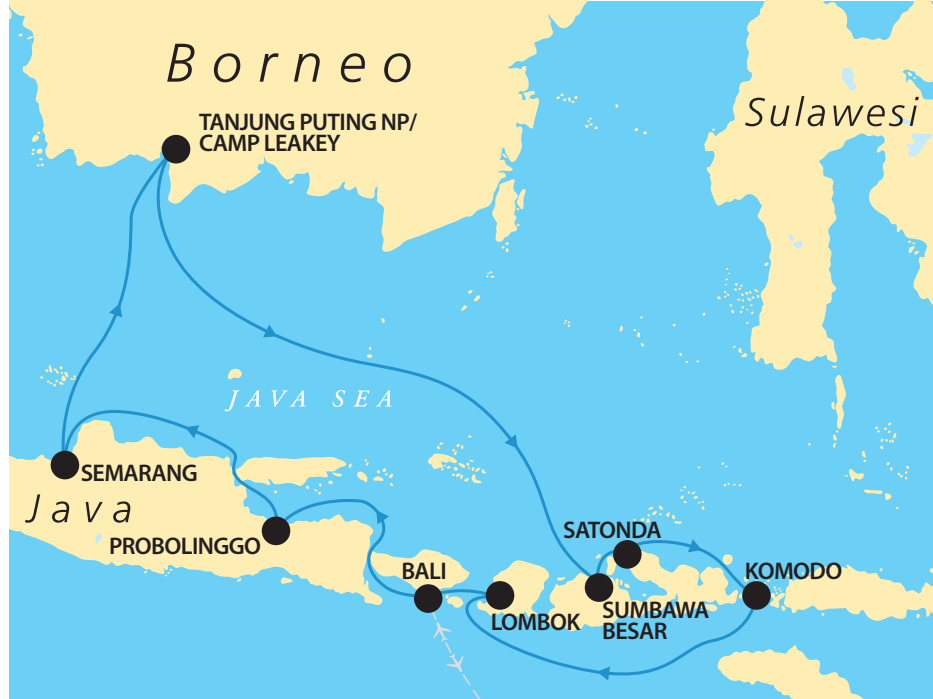 Borneo
Sulawesi
TANJUNG PUTING NP/
CAMP LEAKEY
JAVA SEA
SEMARANG
Java
PROBOLINGGO
BALI
LOMBOK
SATONDA
SUMBAWA
BESAR
KOMODO